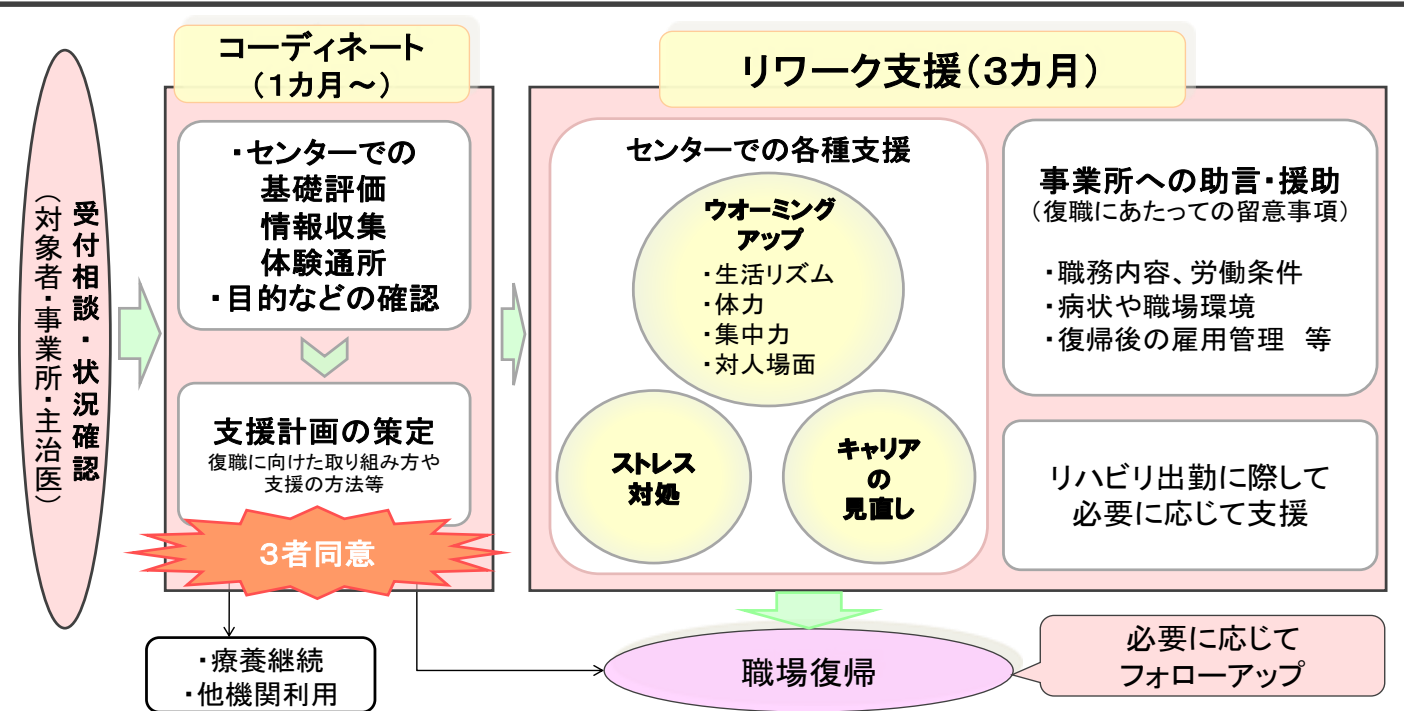 受付相談・状況確認
（対象者・事業所・主治医）
コーディネート
（１カ月～）
・センターでの
基礎評価
情報収集
体験通所
・目的などの確認
支援計画の策定
復職に向けた取り組み方や
支援の方法等
３者同意
・療養継続
・他機関利用
リワーク支援（３カ月）
センターでの各種支援
ウオーミング
アップ
・生活リズム
・体力
・集中力
・対人場面
ストレス
対処
キャリア
の
見直し
事業所への助言・援助
（復職にあたっての留意事項）
・職務内容、労働条件
・病状や職場環境
・復帰後の雇用管理　等
リハビリ出勤に際して
必要に応じて支援
職場復帰
必要に応じて
フォローアップ